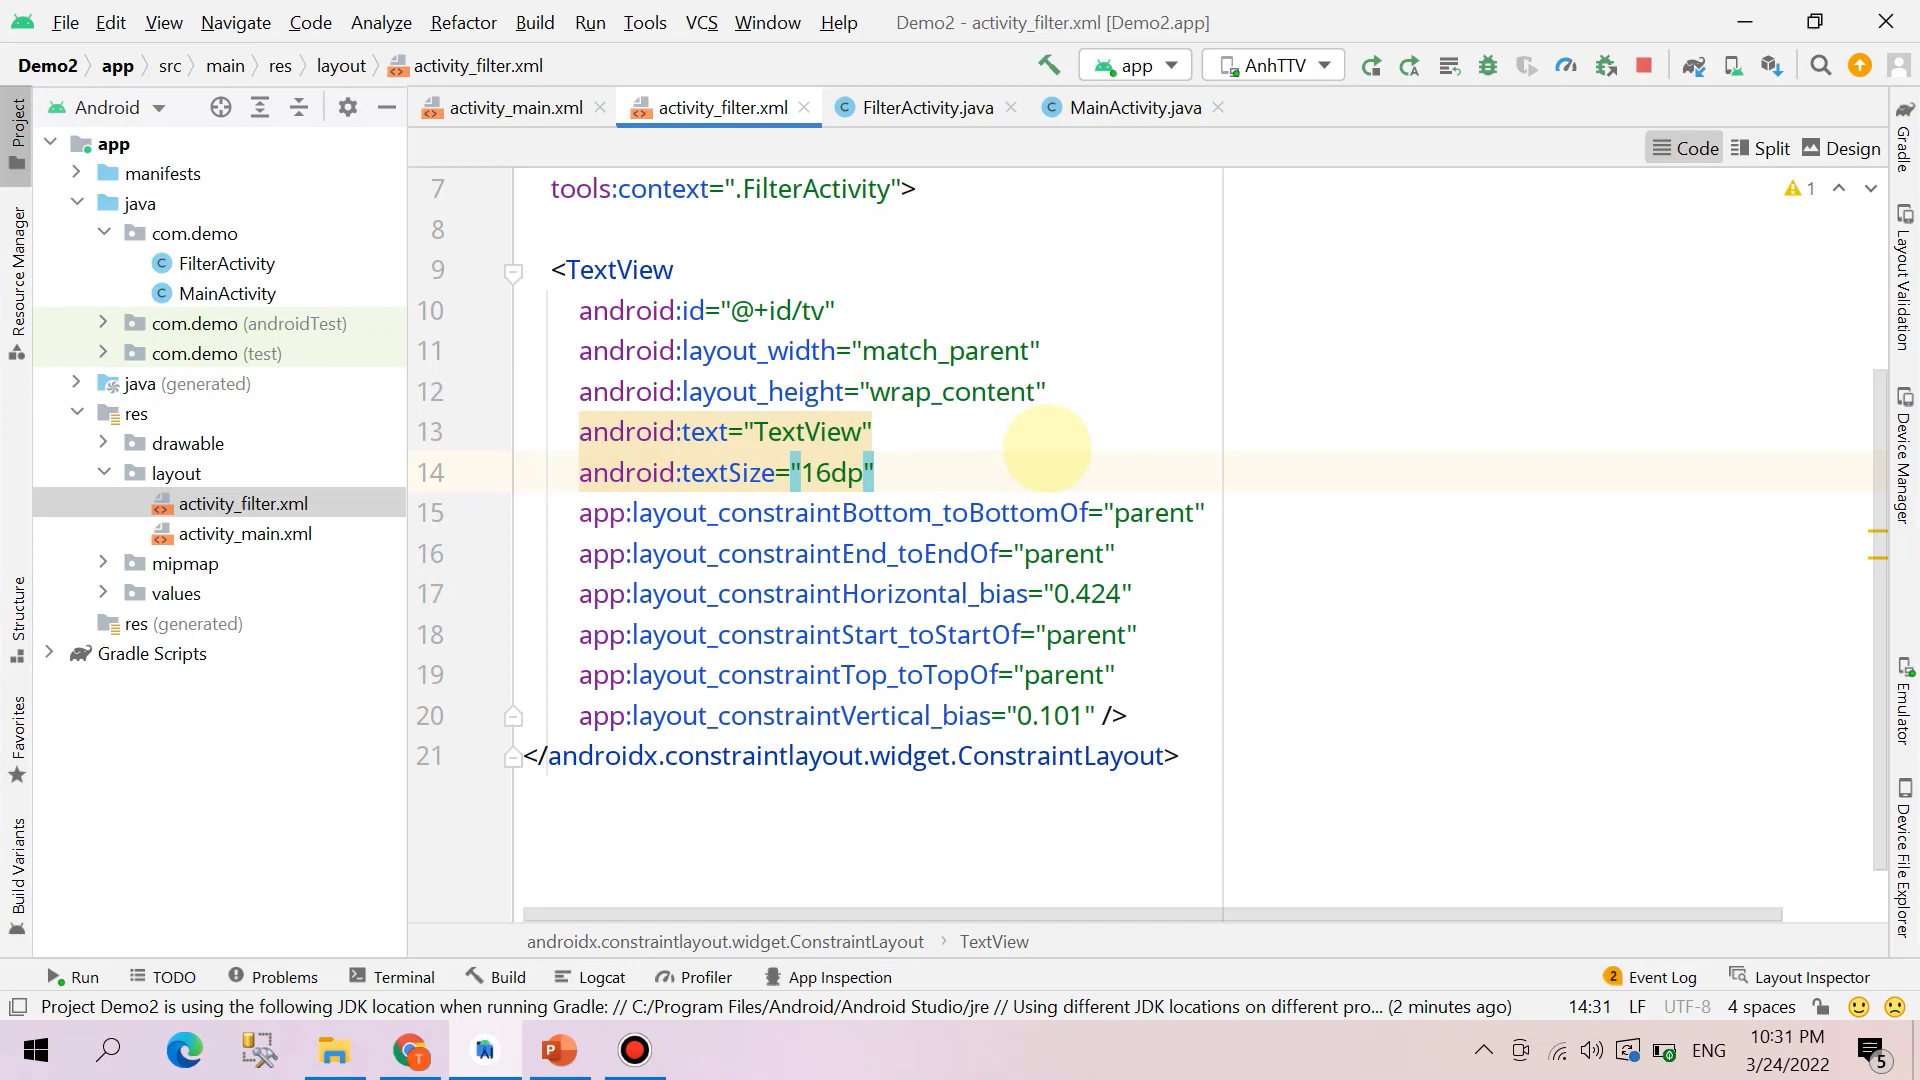 File Edit View Navigate Code Analyze Refactor Build Run Tools VCS Window Help Demo2 - activity_filter.xml [Demo2.app]
Demo2 app src main res layout activity_filter.xml app AnhTTV
Android activity_main.xml activity_filter.xml FilterActivity.java MainActivity.java
Code Split Design
Project
Resource Manager
Structure
Favorites
Build Variants
app
manifests
java
com.demo
FilterActivity
MainActivity
com.demo (androidTest)
com.demo (test)
java (generated)
res
drawable
layout
activity_filter.xml
activity_main.xml
mipmap
values
res (generated)
Gradle Scripts
1
7 tools:context=".FilterActivity">
8
9 <TextView
10 android:id="@+id/tv"
11 android:layout_width="match_parent"
12 android:layout_height="wrap_content"
13 android:text="TextView"
14 android:textSize="16dp"
15 app:layout_constraintBottom_toBottomOf="parent"
16 app:layout_constraintEnd_toEndOf="parent"
17 app:layout_constraintHorizontal_bias="0.424"
18 app:layout_constraintStart_toStartOf="parent"
19 app:layout_constraintTop_toTopOf="parent"
20 app:layout_constraintVertical_bias="0.101" />
21 </androidx.constraintlayout.widget.ConstraintLayout>
androidx.constraintlayout.widget.ConstraintLayout › TextView
Gradle
Layout Validation
Device Manager
Emulator
Device File Explorer
Run TODO Problems Terminal Build Logcat Profiler App Inspection 2 Event Log Layout Inspector
Project Demo2 is using the following JDK location when running Gradle: // C:/Program Files/Android/Android Studio/jre // Using different JDK locations on different pro... (2 minutes ago) 14:31 LF UTF-8 4 spaces
ENG 10:31 PM
3/24/2022
5